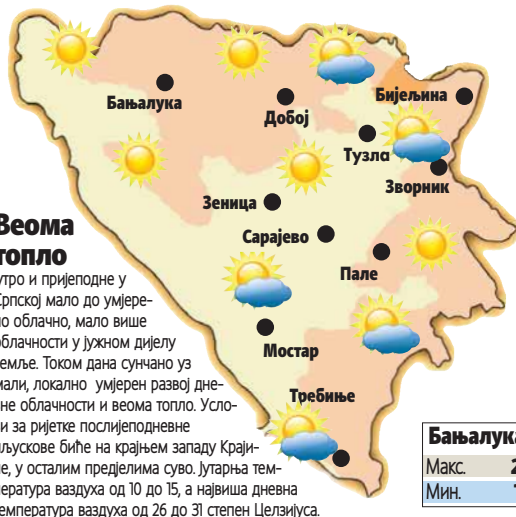 Бањалука
Добој
Бијељина
Тузла
Зворник
Зеница
Сарајево
Пале
Мостар
Требиње
Веома
топло
утро и пријеподне у
Српској мало до умјере-
но облачно, мало више
облачности у јужном дијелу
земље. Током дана сунчано уз
мали, локално умјерен развој дне-
не облачности и веома топло. Усло-
и за ријетке послијеподневне
пљускове биће на крајњем западу Краји-
не, у осталим предјелима суво. Јутарња тем-
пература ваздуха од 10 до 15, а највиша дневна
температура ваздуха од 26 до 31 степен Целзијуса.
Бањалука
Макс.
Мин.